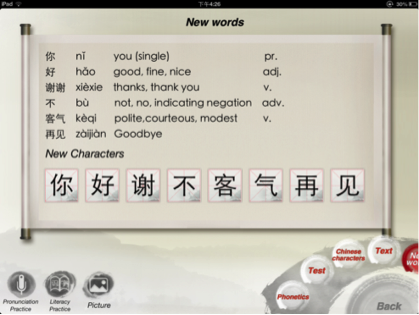 iPad 下午4:26 30%
New words
你 nǐ you (single) pr.
好 hǎo good, fine, nice adj.
谢谢 xièxie thanks, thank you v.
不 bù not, no, indicating negation adv.
客气 kèqi polite,courteous, modest v.
再见 zàijiàn Goodbye
New Characters
你 好 谢 不 客 气 再 见
Pronunciation Practice
Literacy Practice
Picture
Phonetics
Test
Chinese characters
Text
Back